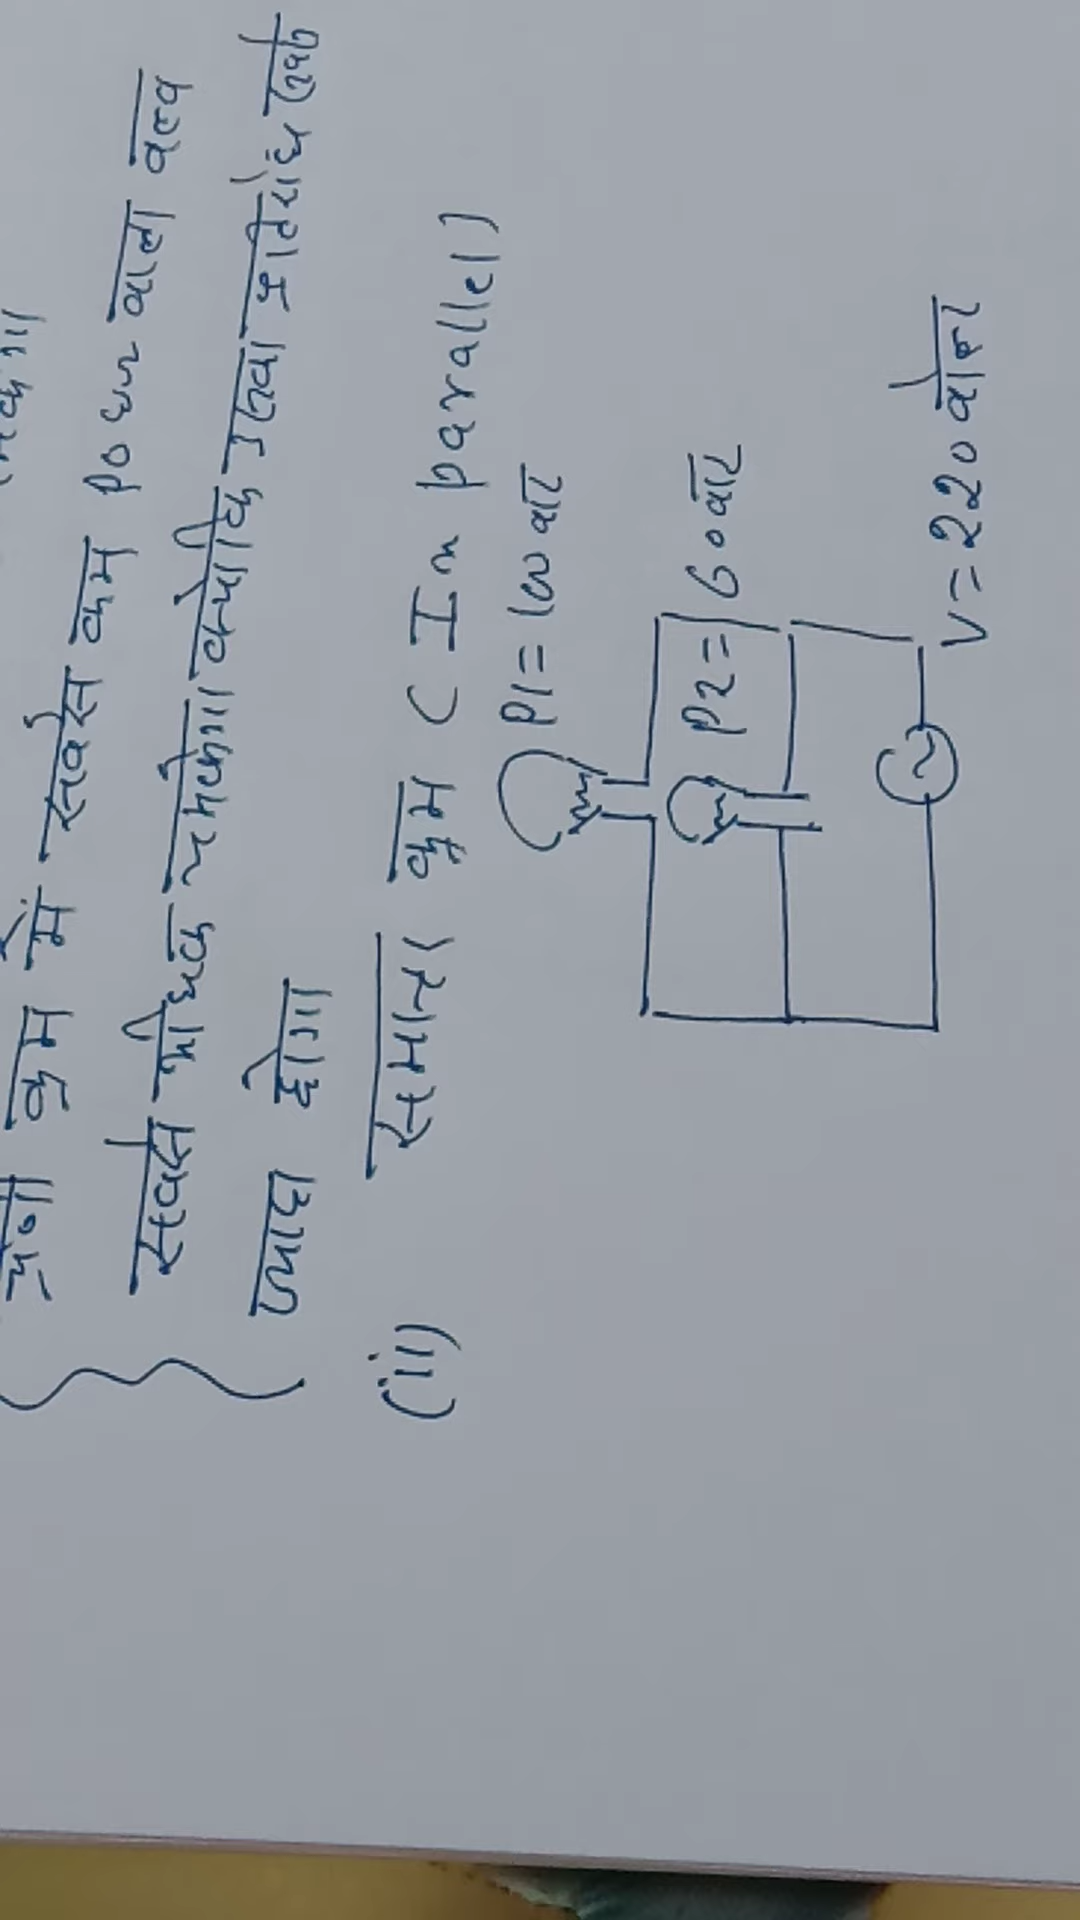 क्रम में सबसे कम power वाला बल्ब
सबसे अधिक चमकेगा क्योंकि उसका प्रतिरोध
ज्यादा होगा
(ii) समान्तर क्रम (In parallel)
P1 = 100 वाट
P2 = 60 वाट
V = 220 वोल्ट